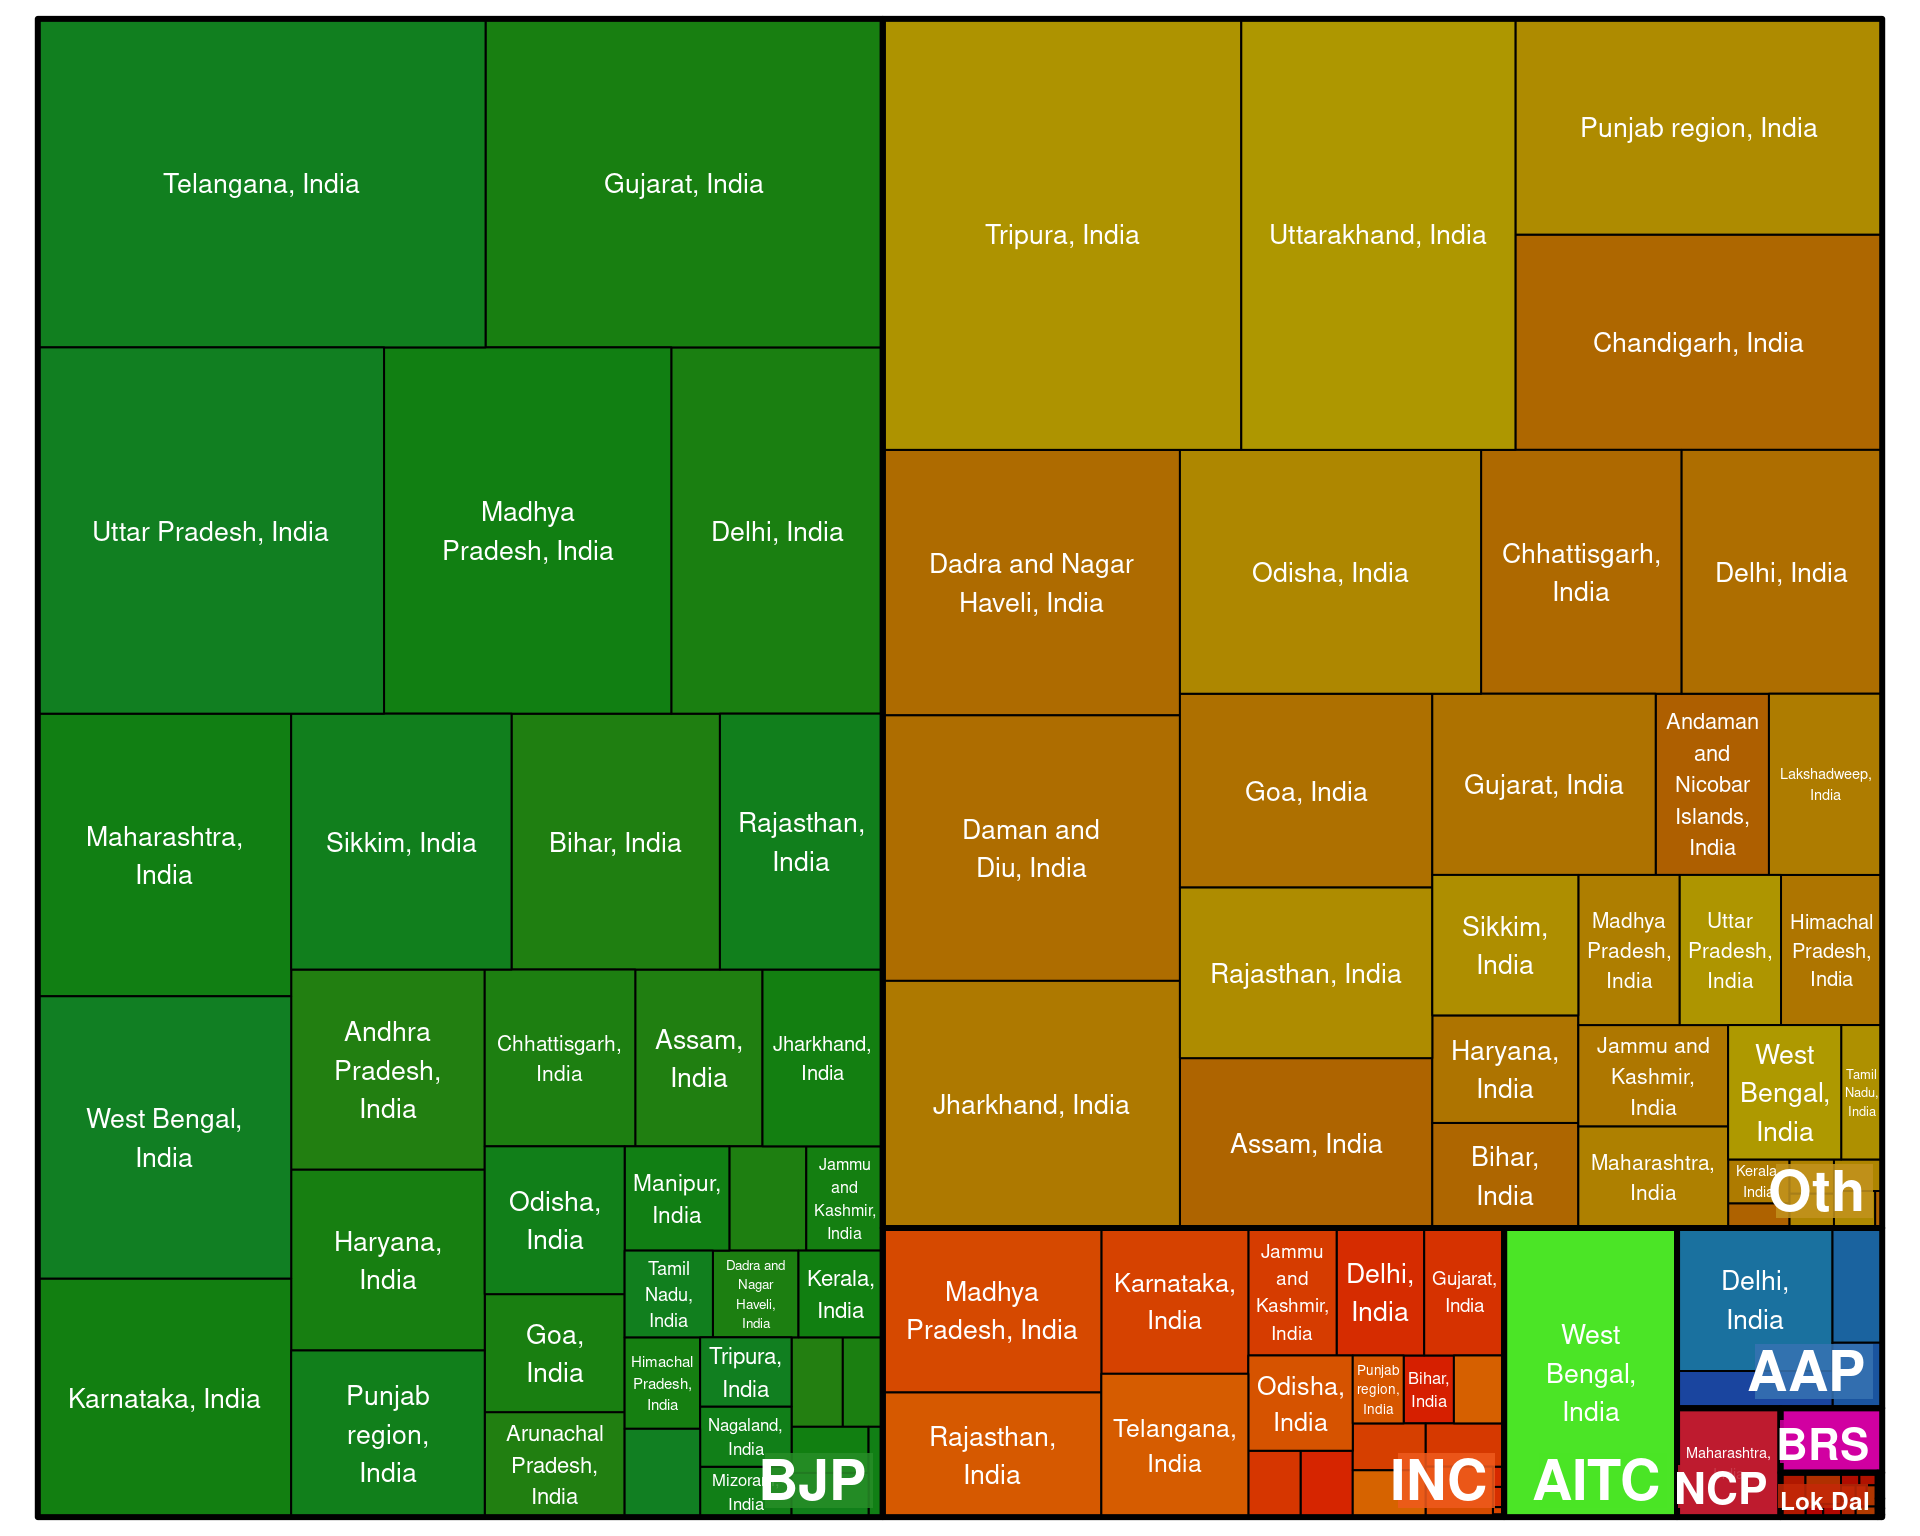 Telangana, India
Gujarat, India
Uttar Pradesh, India
Madhya
Pradesh, India
Delhi, India
Maharashtra,
India
Sikkim, India
Bihar, India
Rajasthan,
India
West Bengal,
India
Andhra
Pradesh,
India
Chhattisgarh,
India
Assam,
India
Jharkhand,
India
Haryana,
India
Odisha,
India
Manipur,
India
Jammu
and
Kashmir,
India
Tamil
Nadu,
India
Dadra and
Nagar
Haveli,
India
Kerala,
India
Karnataka, India
Punjab
region,
India
Goa,
India
Arunachal
Pradesh,
India
Himachal
Pradesh,
India
Tripura,
India
Nagaland,
India
India
BJP
Tripura, India
Uttarakhand, India
Punjab region, India
Chandigarh, India
Dadra and Nagar
Haveli, India
Odisha, India
Chhattisgarh,
India
Delhi, India
Daman and
Diu, India
Goa, India
Gujarat, India
Andaman
and
Nicobar
Islands,
India
Lakshadweep,
India
Rajasthan, India
Sikkim,
India
Madhya
Pradesh,
India
Uttar
Pradesh,
India
Himachal
Pradesh,
India
Jharkhand, India
Assam, India
Haryana,
India
Bihar,
India
Jammu and
Kashmir,
India
Maharashtra,
India
West
Bengal,
India
Tamil
Nadu,
India
Kerala
India
Oth
Madhya
Pradesh, India
Karnataka,
India
Jammu
and
Kashmir,
India
Delhi,
India
Gujarat,
India
Rajasthan,
India
Telangana,
India
Odisha,
India
Punjab
region,
India
Bihar,
India
INC
West
Bengal,
India
AITC
Delhi,
India
AAP
Maharashtra,
NCP
BRS
Lok Dal